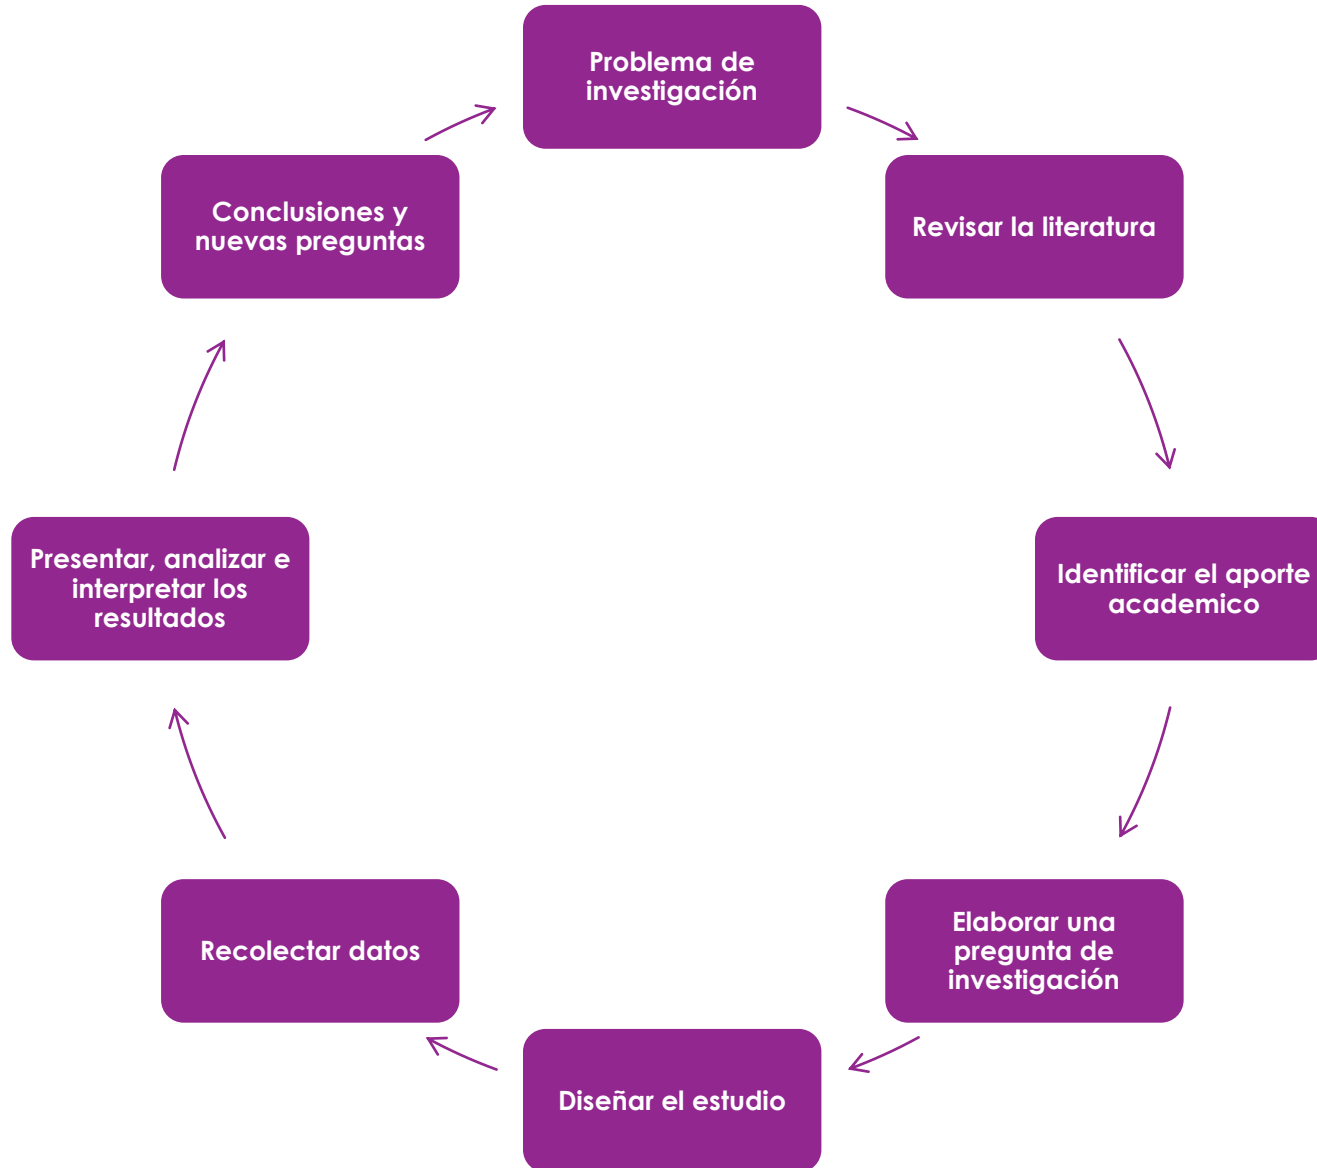 Problema de
investigación
Revisar la literatura
Identificar el aporte
academico
Elaborar una
pregunta de
investigación
Diseñar el estudio
Recolectar datos
Presentar, analizar e
interpretar los
resultados
Conclusiones y
nuevas preguntas